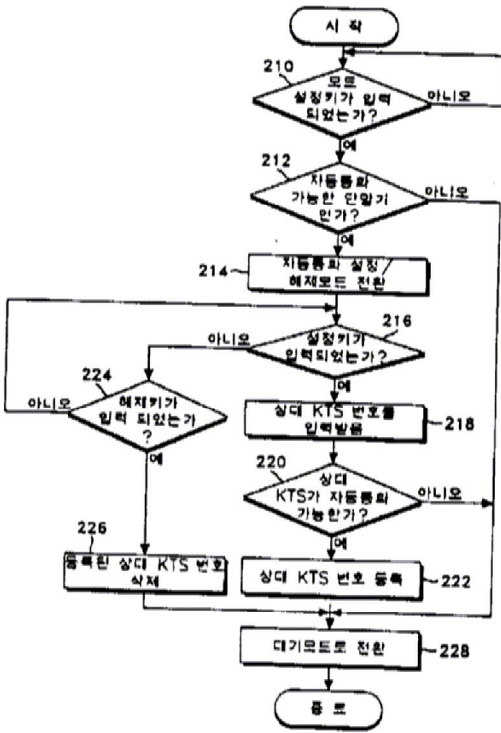 시 작
210
모드
설정키가 입력
되었는가?
아니오
예
212
자동통화
가능한 단말기
인가?
아니오
예
214
자동통화 설정/
해제모드 전환
216
설정키가
입력되었는가?
아니오
예
224
해제키가
입력 되었는가
?
아니오
예
상대 KTS 번호를
입력받음
218
220
상대
KTS가 자동통화
가능한가?
아니오
예
226
등록된 상대 KTS 번호
삭제
상대 KTS 번호 등록
222
대기모드로 전환
228
종 료